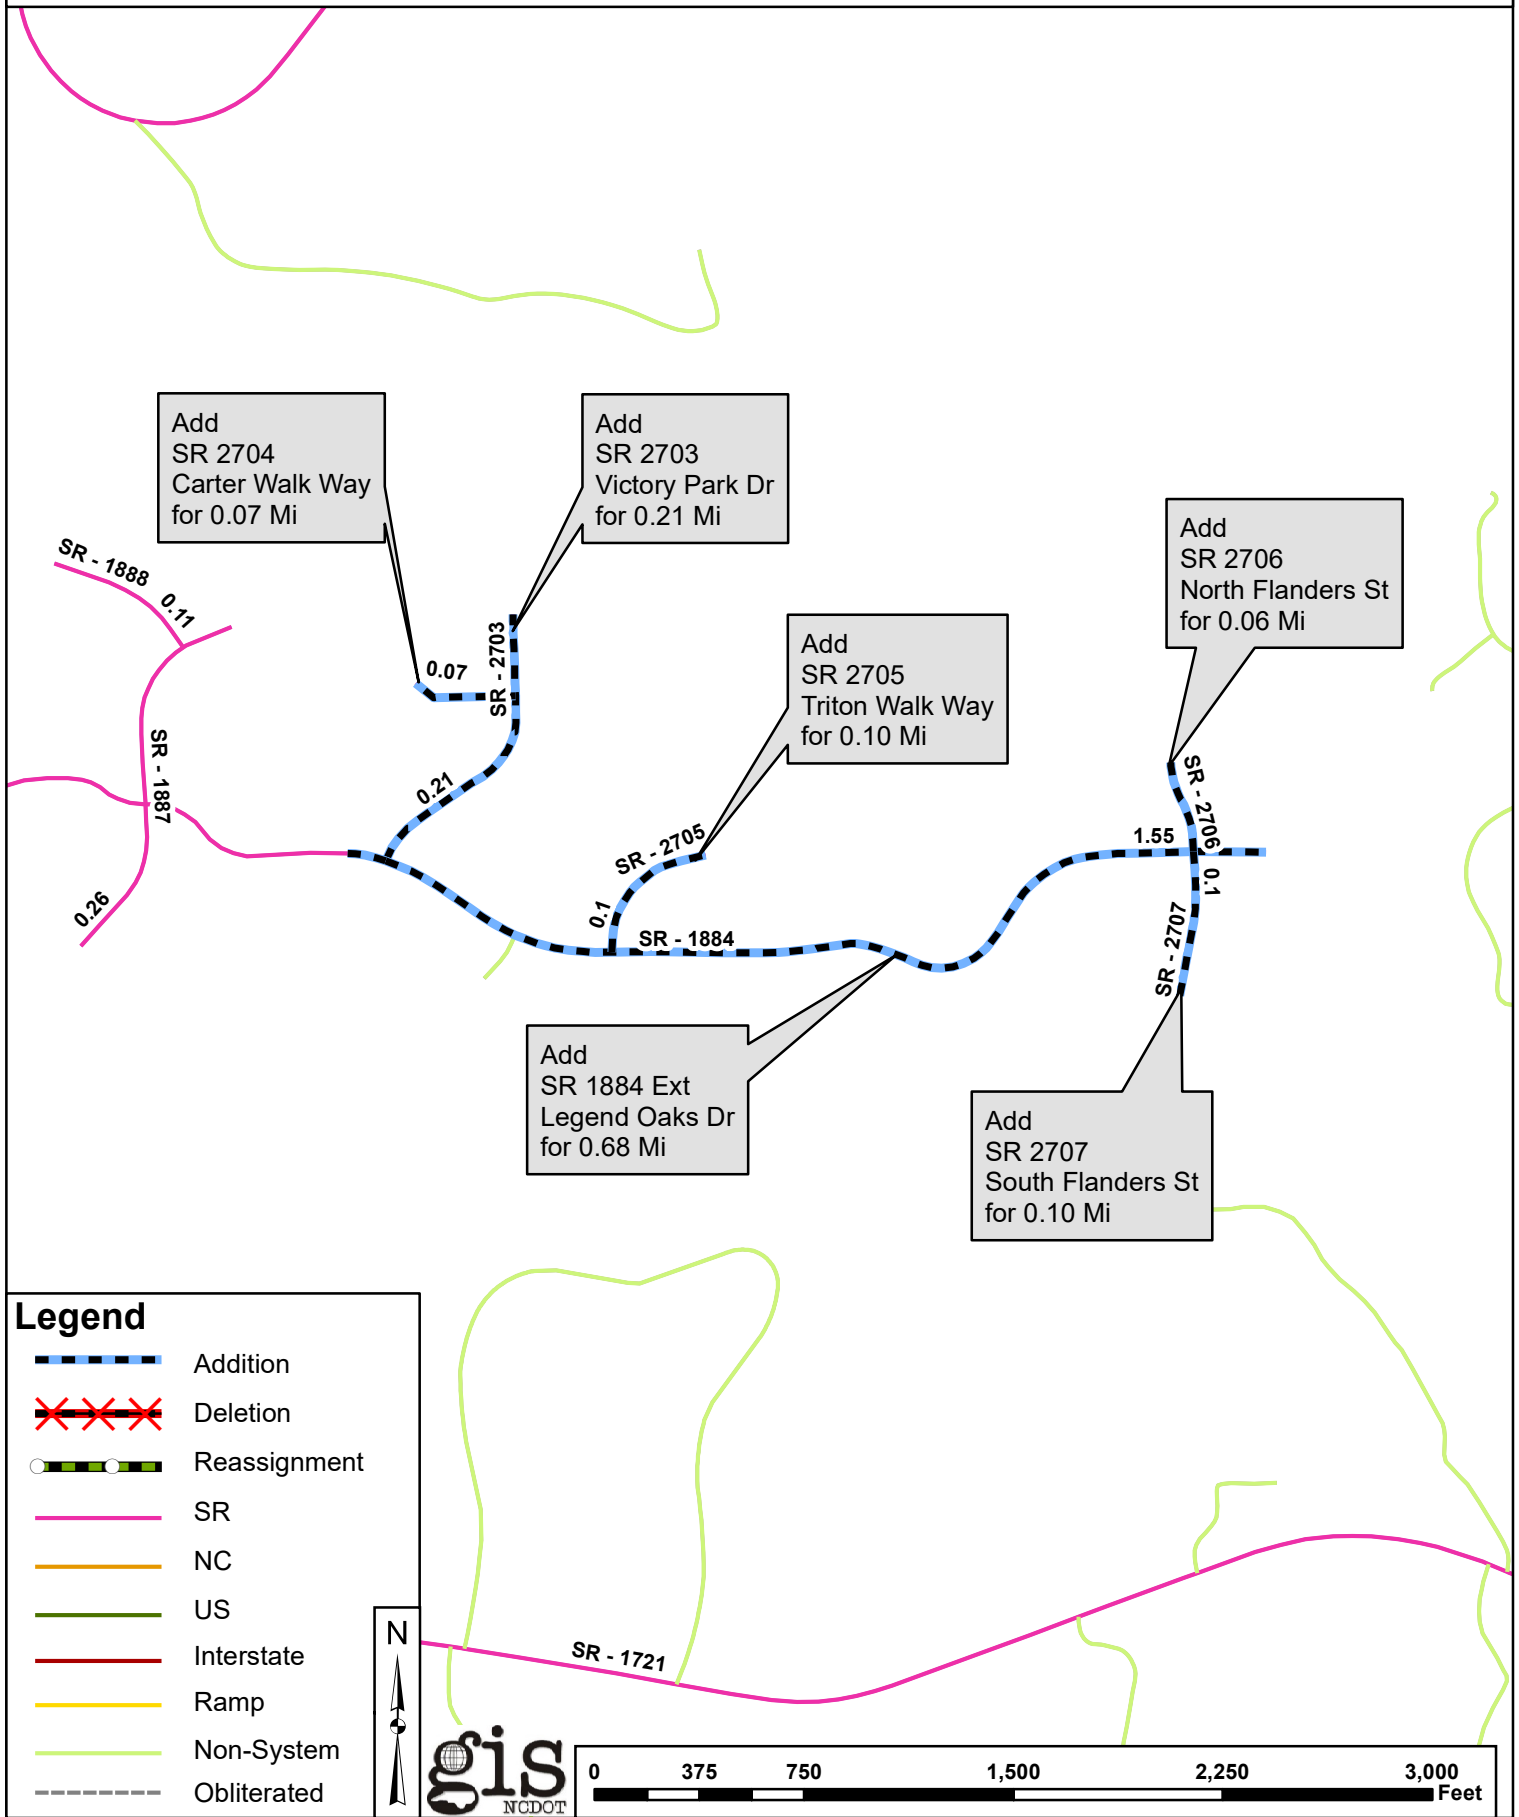 Add
SR 2704
Carter Walk Way
for 0.07 Mi
Add
SR 2703
Victory Park Dr
for 0.21 Mi
Add
SR 2706
North Flanders St
for 0.06 Mi
SR - 1888
0.11
SR - 2703
0.07
Add
SR 2705
Triton Walk Way
for 0.10 Mi
SR - 1887
0.21
SR - 2705
SR - 2706
1.55
0.26
0.1
SR - 1884
0.1
SR - 2707
Add
SR 1884 Ext
Legend Oaks Dr
for 0.68 Mi
Add
SR 2707
South Flanders St
for 0.10 Mi
Legend
Addition
Deletion
Reassignment
SR
NC
US
Interstate
Ramp
Non-System
Obliterated
N
SR - 1721
gis
NCDOT
0 375 750 1,500 2,250 3,000
Feet